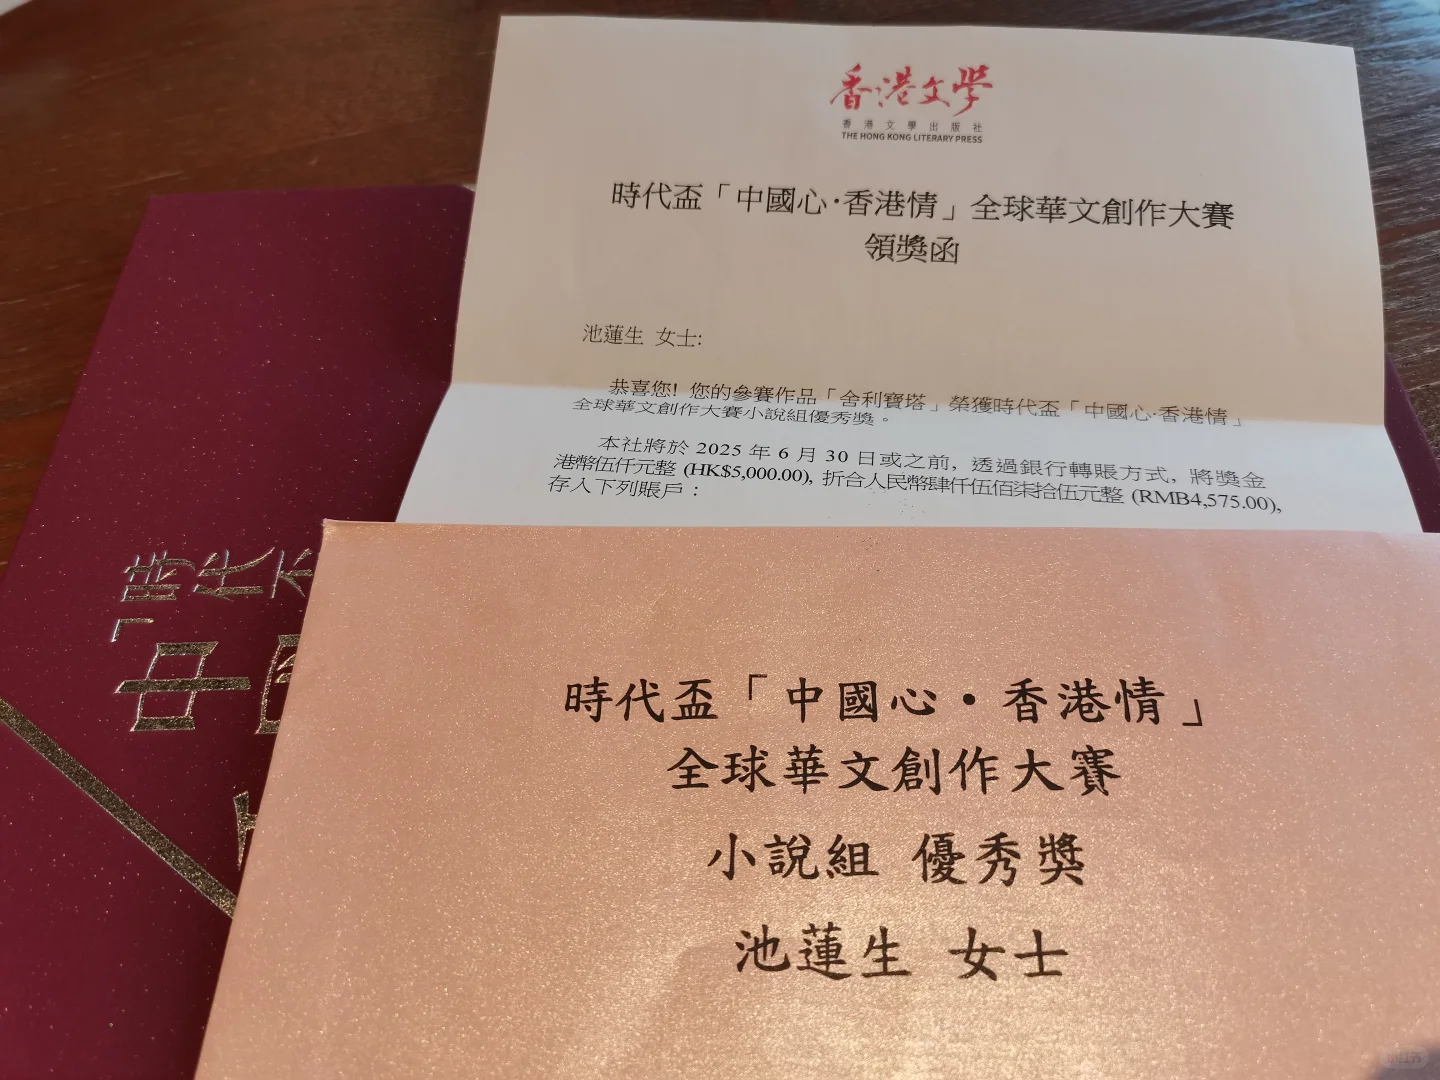 香港文學
香港文學出版社
THE HONG KONG LITERARY PRESS
時代盃「中國心·香港情」全球華文創作大賽
領獎函
池蓮生 女士:
恭喜您! 您的參賽作品「舍利寶塔」榮獲時代盃「中國心·香港情」
全球華文創作大賽小說組優秀獎。
本社將於 2025 年 6 月 30 日或之前, 透過銀行轉賬方式, 將獎金
港幣伍仟元整 (HK$5,000.00), 折合人民幣肆仟伍佰柒拾伍元整 (RMB4,575.00),
存入下列賬戶：
時代
「中國
時代盃「中國心·香港情」
全球華文創作大賽
小說組 優秀獎
池蓮生 女士